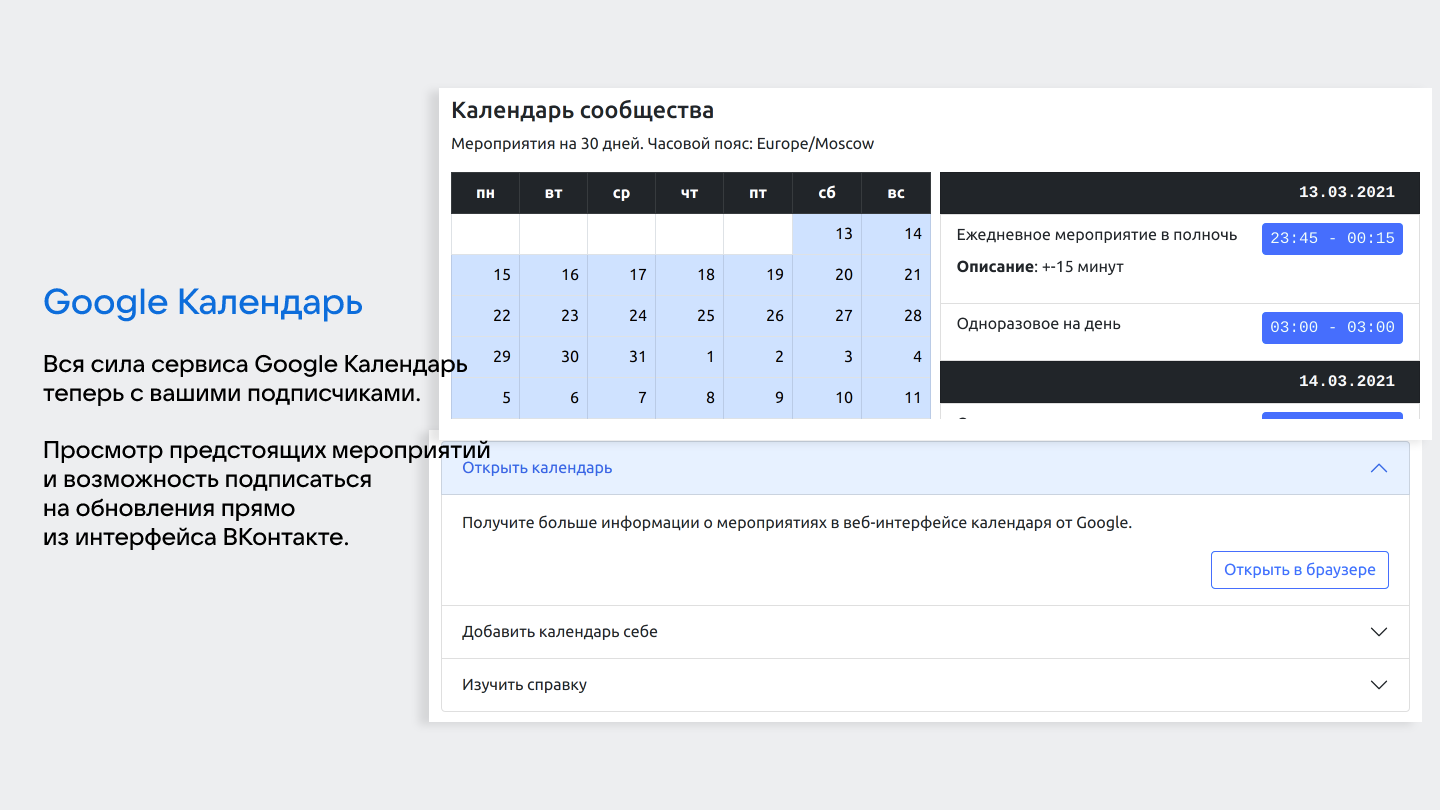 Google Календарь
Вся сила сервиса Google Календарь
теперь с вашими подписчиками.
Просмотр предстоящих мероприятий
и возможность подписаться
на обновления прямо
из интерфейса ВКонтакте.
Календарь сообщества
Мероприятия на 30 дней. Часовой пояс: Europe/Moscow
пн вт ср чт пт сб вс
13 14
15 16 17 18 19 20 21
22 23 24 25 26 27 28
29 30 31 1 2 3 4
5 6 7 8 9 10 11
13.03.2021
Ежедневное мероприятие в полночь 23:45 - 00:15
Описание: +-15 минут
Одноразовое на день 03:00 - 03:00
14.03.2021
Открыть календарь
Получите больше информации о мероприятиях в веб-интерфейсе календаря от Google.
Открыть в браузере
Добавить календарь себе
Изучить справку